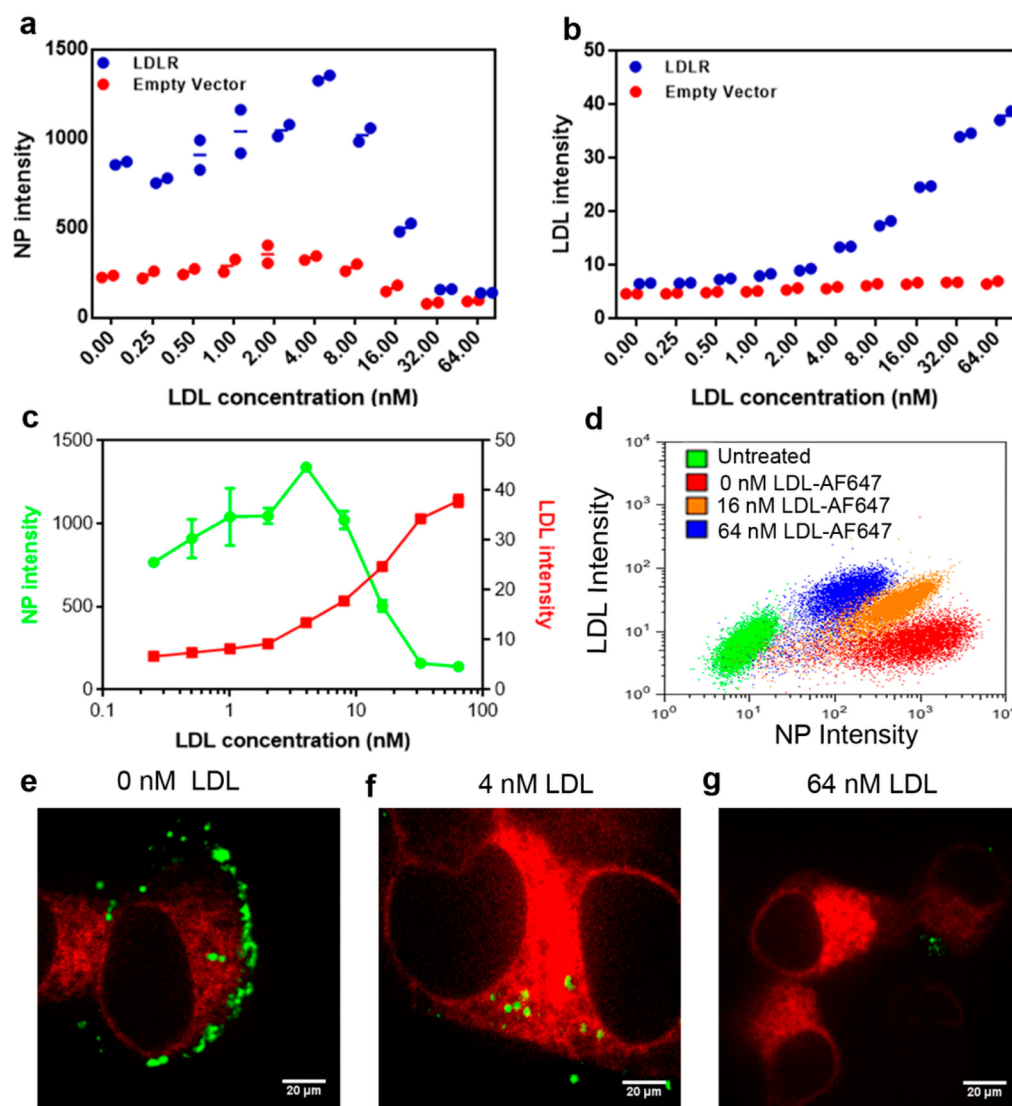 a
1500
1000
500
0
NP intensity
LDLR
Empty Vector
0.00
0.25
0.50
1.00
2.00
4.00
8.00
16.00
32.00
64.00
LDL concentration (nM)
b
50
40
30
20
10
0
LDL intensity
LDLR
Empty Vector
0.00
0.25
0.50
1.00
2.00
4.00
8.00
16.00
32.00
64.00
LDL concentration (nM)
c
1500
1000
500
0
NP intensity
50
40
30
20
10
0
LDL intensity
0.1
1
10
100
LDL concentration (nM)
d
10⁴
10³
10²
10¹
10⁰
LDL Intensity
Untreated
0 nM LDL-AF647
16 nM LDL-AF647
64 nM LDL-AF647
10⁰
10¹
10²
10³
10⁴
NP Intensity
e
0 nM LDL
20 µm
f
4 nM LDL
20 µm
g
64 nM LDL
20 µm